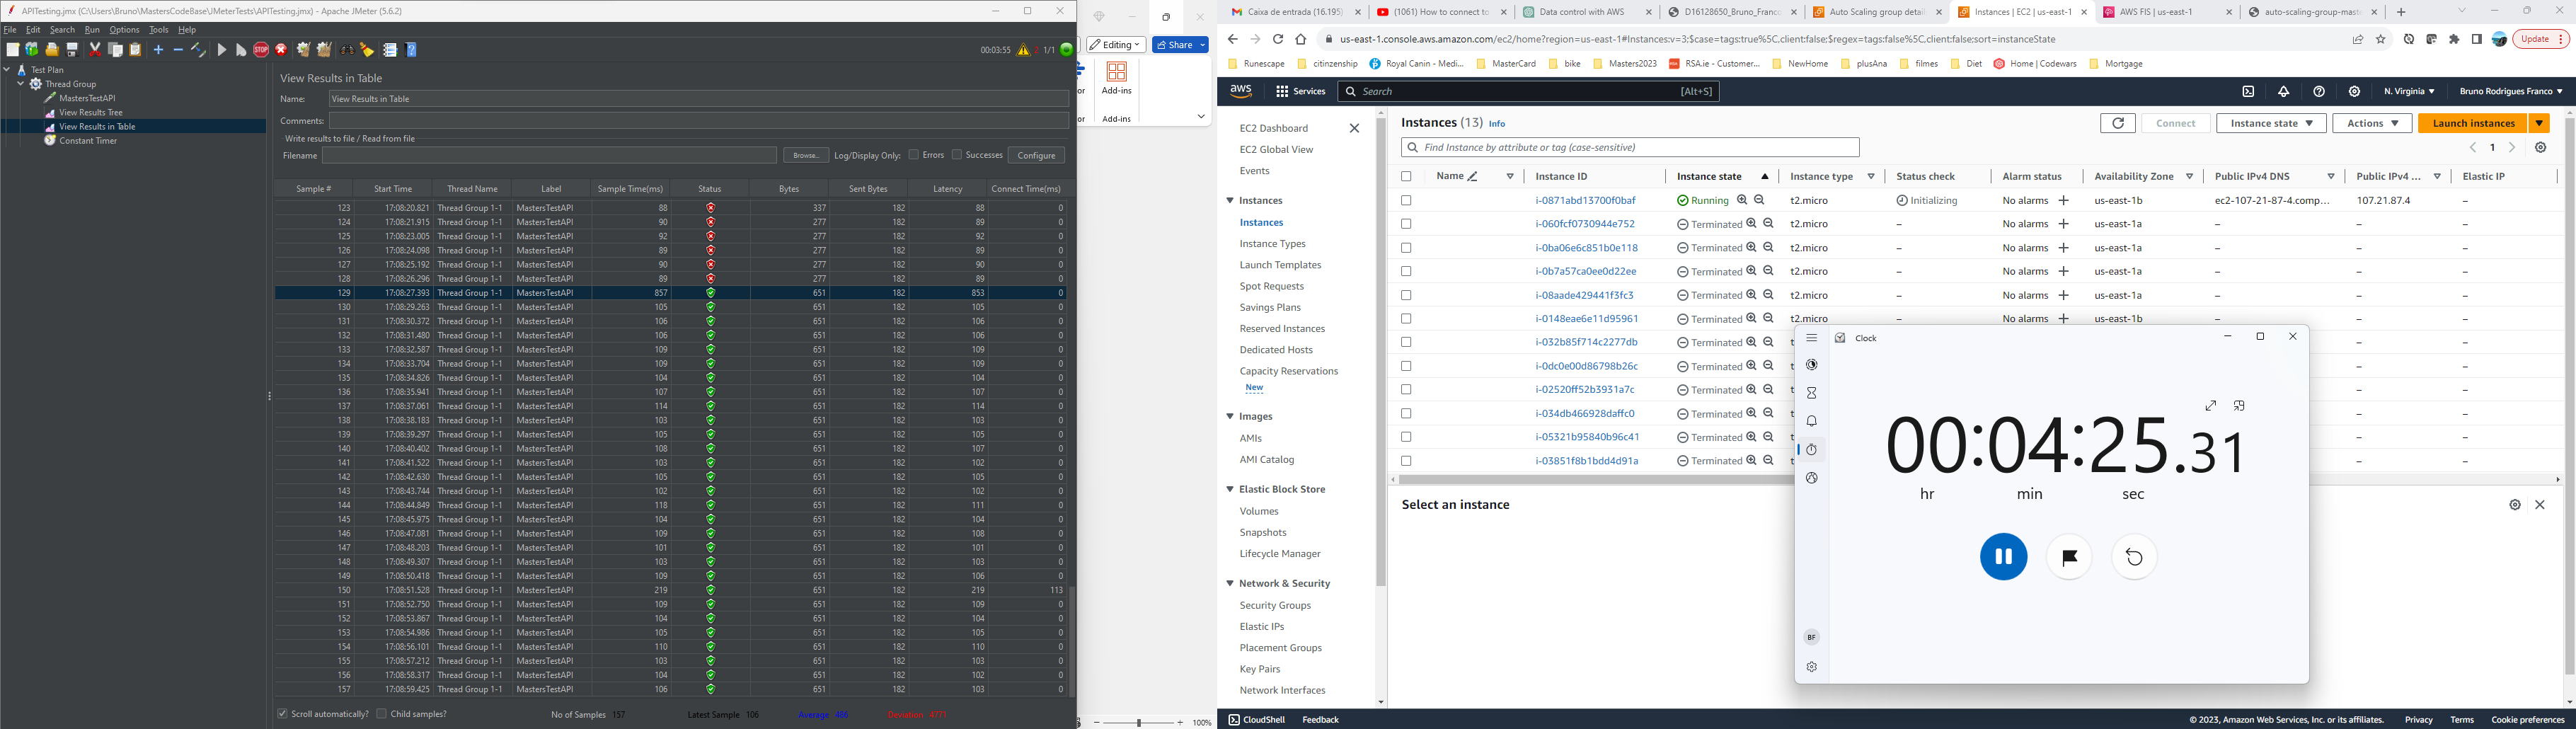 APITesting.jmx (C:\Users\Bruno\MastersCodeBase\JMeterTests\APITesting.jmx) - Apache JMeter (5.6.2)
File Edit Search Run Options Tools Help
00:03:55 2 1/1
Test Plan
Thread Group
MastersTestAPI
View Results Tree
View Results in Table
Constant Timer
View Results in Table
Name: View Results in Table
Comments:
Write results to file / Read from file
Filename Browse... Log/Display Only: Errors Successes Configure
Sample # Start Time Thread Name Label Sample Time(ms) Status Bytes Sent Bytes Latency Connect Time(ms)
123 17:08:20.821 Thread Group 1-1 MastersTestAPI 88 337 182 88 0
124 17:08:21.915 Thread Group 1-1 MastersTestAPI 90 277 182 89 0
125 17:08:23.005 Thread Group 1-1 MastersTestAPI 92 277 182 92 0
126 17:08:24.098 Thread Group 1-1 MastersTestAPI 89 277 182 89 0
127 17:08:25.192 Thread Group 1-1 MastersTestAPI 90 277 182 90 0
128 17:08:26.296 Thread Group 1-1 MastersTestAPI 89 277 182 89 0
129 17:08:27.393 Thread Group 1-1 MastersTestAPI 857 651 182 853 0
130 17:08:29.263 Thread Group 1-1 MastersTestAPI 105 651 182 105 0
131 17:08:30.372 Thread Group 1-1 MastersTestAPI 106 651 182 106 0
132 17:08:31.480 Thread Group 1-1 MastersTestAPI 106 651 182 106 0
133 17:08:32.587 Thread Group 1-1 MastersTestAPI 109 651 182 109 0
134 17:08:33.704 Thread Group 1-1 MastersTestAPI 109 651 182 109 0
135 17:08:34.826 Thread Group 1-1 MastersTestAPI 104 651 182 104 0
136 17:08:35.941 Thread Group 1-1 MastersTestAPI 107 651 182 107 0
137 17:08:37.061 Thread Group 1-1 MastersTestAPI 114 651 182 114 0
138 17:08:38.183 Thread Group 1-1 MastersTestAPI 103 651 182 103 0
139 17:08:39.297 Thread Group 1-1 MastersTestAPI 105 651 182 105 0
140 17:08:40.402 Thread Group 1-1 MastersTestAPI 108 651 182 107 0
141 17:08:41.522 Thread Group 1-1 MastersTestAPI 103 651 182 102 0
142 17:08:42.630 Thread Group 1-1 MastersTestAPI 105 651 182 105 0
143 17:08:43.744 Thread Group 1-1 MastersTestAPI 102 651 182 102 0
144 17:08:44.849 Thread Group 1-1 MastersTestAPI 118 651 182 111 0
145 17:08:45.975 Thread Group 1-1 MastersTestAPI 104 651 182 104 0
146 17:08:47.081 Thread Group 1-1 MastersTestAPI 109 651 182 108 0
147 17:08:48.203 Thread Group 1-1 MastersTestAPI 101 651 182 101 0
148 17:08:49.307 Thread Group 1-1 MastersTestAPI 103 651 182 103 0
149 17:08:50.418 Thread Group 1-1 MastersTestAPI 109 651 182 106 0
150 17:08:51.528 Thread Group 1-1 MastersTestAPI 219 651 182 219 113
151 17:08:52.750 Thread Group 1-1 MastersTestAPI 109 651 182 109 0
152 17:08:53.867 Thread Group 1-1 MastersTestAPI 104 651 182 104 0
153 17:08:54.986 Thread Group 1-1 MastersTestAPI 105 651 182 105 0
154 17:08:56.101 Thread Group 1-1 MastersTestAPI 110 651 182 110 0
155 17:08:57.212 Thread Group 1-1 MastersTestAPI 103 651 182 103 0
156 17:08:58.317 Thread Group 1-1 MastersTestAPI 104 651 182 102 0
157 17:08:59.425 Thread Group 1-1 MastersTestAPI 106 651 182 103 0
Scroll automatically? Child samples? No of Samples 157 Latest Sample 106 Average 486 Deviation 4771
Editing Share
or Add-ins
or Add-ins
100%
Caixa de entrada (16.195) (1061) How to connect to Data control with AWS D16128650_Bruno_Franco Auto Scaling group detail Instances | EC2 | us-east-1 AWS FIS | us-east-1 auto-scaling-group-maste
us-east-1.console.aws.amazon.com/ec2/home?region=us-east-1#Instances:v=3;$case=tags:true%5C,client:false;$regex=tags:false%5C,client:false;sort=instanceState Update
Runescape citizenship Royal Canin - Medi... MasterCard bike Masters2023 RSA.ie - Customer... NewHome plusAna filmes Diet Home | Codewars Mortgage
aws Services Search [Alt+S] N. Virginia Bruno Rodrigues Franco
EC2 Dashboard
EC2 Global View
Events
Instances
Instances
Instance Types
Launch Templates
Spot Requests
Savings Plans
Reserved Instances
Dedicated Hosts
Capacity Reservations
New
Images
AMIs
AMI Catalog
Elastic Block Store
Volumes
Snapshots
Lifecycle Manager
Network & Security
Security Groups
Elastic IPs
Placement Groups
Key Pairs
Network Interfaces
Instances (13) Info Connect Instance state Actions Launch instances
Find Instance by attribute or tag (case-sensitive) 1
Name Instance ID Instance state Instance type Status check Alarm status Availability Zone Public IPv4 DNS Public IPv4 ... Elastic IP
i-0871abd13700f0baf Running t2.micro Initializing No alarms + us-east-1b ec2-107-21-87-4.comp... 107.21.87.4 –
i-060fcf0730944e752 Terminated t2.micro – No alarms + us-east-1a – – –
i-0ba06e6c851b0e118 Terminated t2.micro – No alarms + us-east-1a – – –
i-0b7a57ca0ee0d22ee Terminated t2.micro – No alarms + us-east-1a – – –
i-08aade429441f3fc3 Terminated t2.micro – No alarms + us-east-1a – – –
i-0148eae6e11d95961 Terminated t2.micro – No alarms + us-east-1b – – –
i-032b85f714c2277db Terminated – –
i-0dc0e00d86798b26c Terminated – –
i-02520ff52b3931a7c Terminated – –
i-034db466928daffc0 Terminated – –
i-05321b95840b96c41 Terminated – –
i-03851f8b1bdd4d91a Terminated – –
Select an instance
Clock
00:04:25.31
hr min sec
BF
CloudShell Feedback © 2023, Amazon Web Services, Inc. or its affiliates. Privacy Terms Cookie preferences